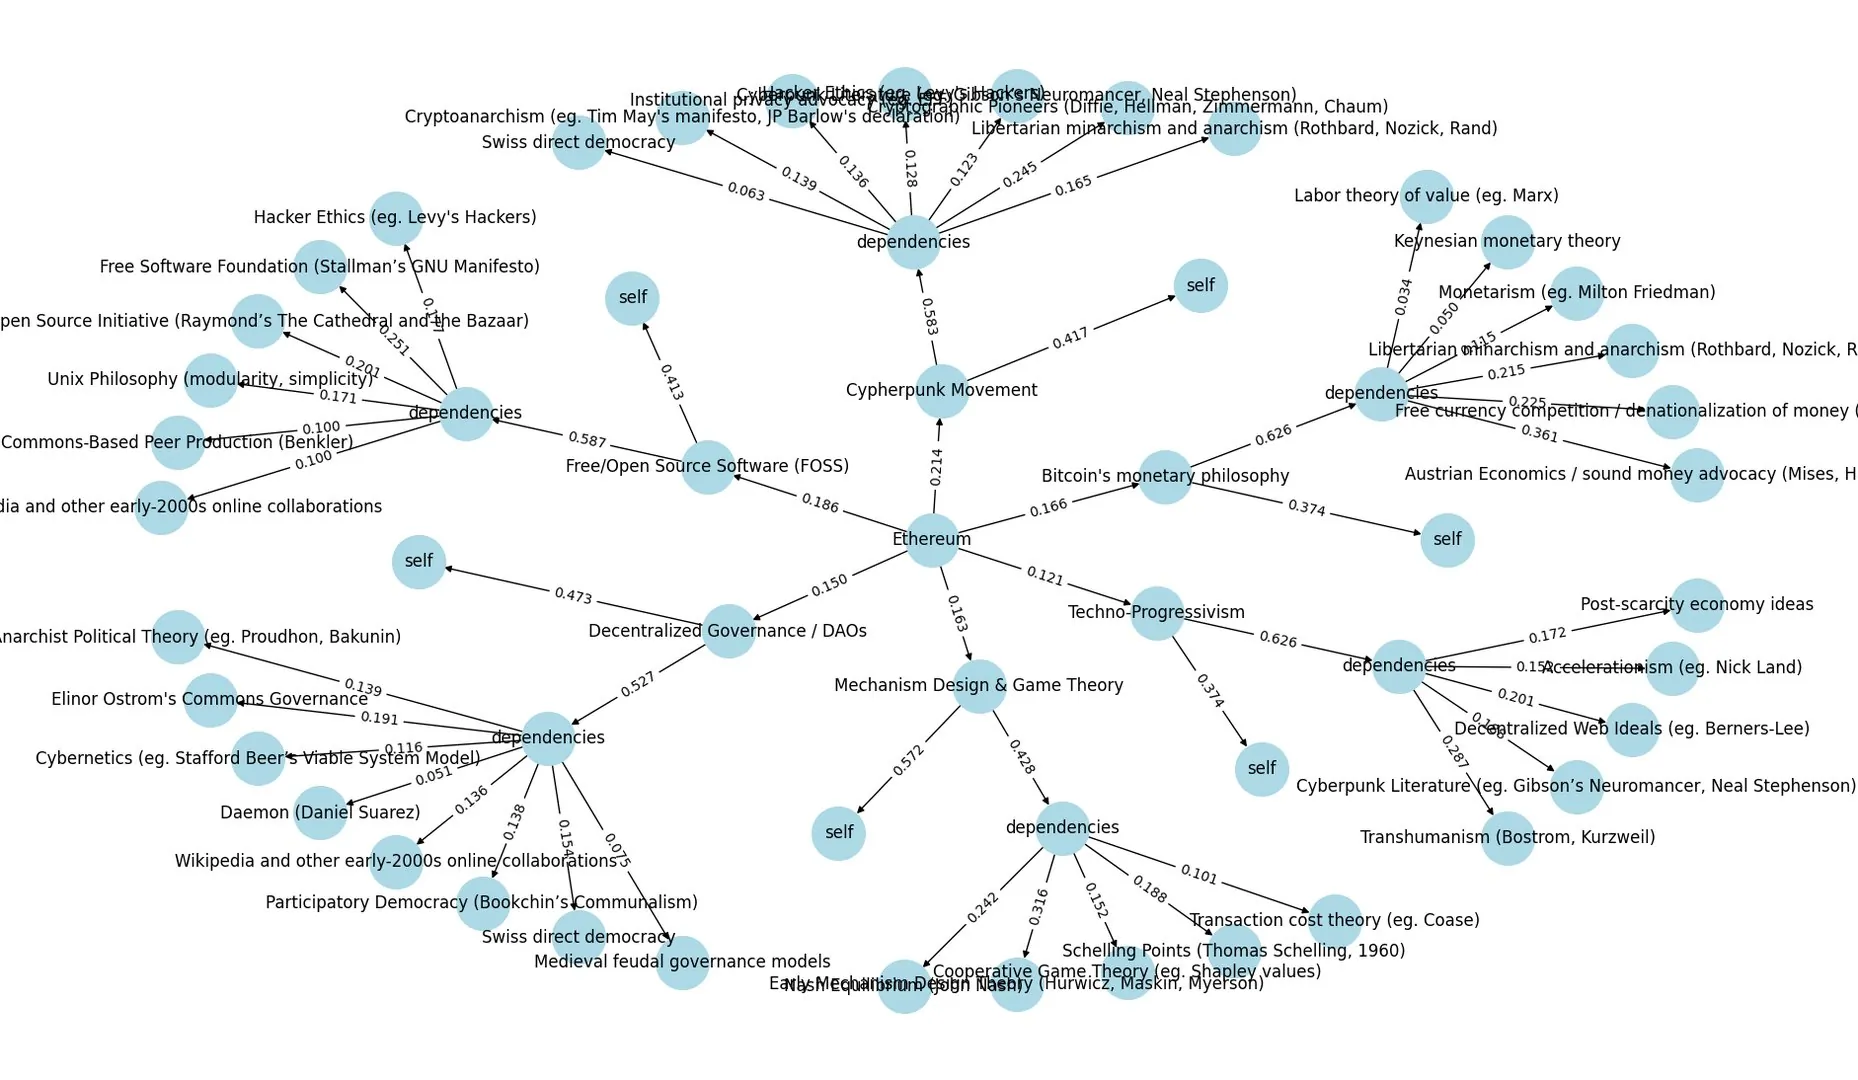 Cyberpunk Literature (eg. Gibson's Neuromancer, Neal Stephenson)
Hacker Ethics (eg. Levy's Hackers)
Institutional privacy advocacy (eg.
Cryptographic Pioneers (Diffie, Hellman, Zimmermann, Chaum)
Cryptoanarchism (eg. Tim May's manifesto, JP Barlow's declaration)
Libertarian minarchism and anarchism (Rothbard, Nozick, Rand)
Swiss direct democracy
0.063
0.139
0.136
0.128
0.123
0.245
0.165
dependencies
0.583
self
0.417
Cypherpunk Movement
0.214
Hacker Ethics (eg. Levy's Hackers)
Free Software Foundation (Stallman’s GNU Manifesto)
pen Source Initiative (Raymond’s The Cathedral and the Bazaar)
Unix Philosophy (modularity, simplicity)
Commons-Based Peer Production (Benkler)
dia and other early-2000s online collaborations
0.251
0.201
0.171
0.100
0.100
dependencies
0.587
self
0.413
Free/Open Source Software (FOSS)
0.186
Labor theory of value (eg. Marx)
Keynesian monetary theory
Monetarism (eg. Milton Friedman)
Libertarian minarchism and anarchism (Rothbard, Nozick, R
Free currency competition / denationalization of money (
Austrian Economics / sound money advocacy (Mises, H
0.034
0.050
0.115
0.215
0.225
0.361
dependencies
0.626
Bitcoin's monetary philosophy
0.166
0.374
self
Ethereum
self
0.473
0.150
Decentralized Governance / DAOs
0.527
dependencies
Anarchist Political Theory (eg. Proudhon, Bakunin)
0.139
Elinor Ostrom's Commons Governance
0.191
Cybernetics (eg. Stafford Beer’s Viable System Model)
0.116
Daemon (Daniel Suarez)
0.051
Wikipedia and other early-2000s online collaborations
0.136
Participatory Democracy (Bookchin’s Communalism)
0.138
Swiss direct democracy
0.154
Medieval feudal governance models
0.075
0.163
Mechanism Design & Game Theory
0.572
self
0.428
dependencies
0.242
0.316
0.152
0.188
0.101
Transaction cost theory (eg. Coase)
Schelling Points (Thomas Schelling, 1960)
Cooperative Game Theory (eg. Shapley values)
Early Mechanism Design Theory (Hurwicz, Maskin, Myerson)
Nash Equilibrium (John Nash)
0.121
Techno-Progressivism
0.626
0.374
self
dependencies
Post-scarcity economy ideas
0.172
Accelerationism (eg. Nick Land)
Decentralized Web Ideals (eg. Berners-Lee)
0.201
Cyberpunk Literature (eg. Gibson’s Neuromancer, Neal Stephenson)
Transhumanism (Bostrom, Kurzweil)
0.287